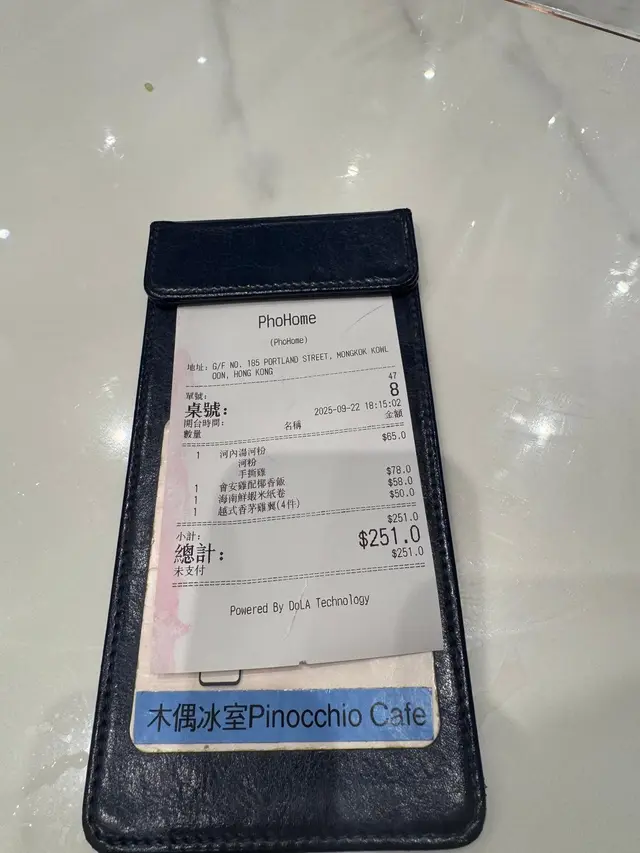 PhoHome
(PhoHome)
地址: G/F NO. 185 PORTLAND STREET, MONGKOK KOWL
OON, HONG KONG
單號: 47
桌號: 8
開台時間: 2025-09-22 18:15:02
數量 名稱 金額
1 河內湯河粉 $65.0
河粉
手撕雞
1 會安雞配椰香飯 $78.0
1 海南鮮蝦米紙卷 $58.0
1 越式香茅雞翼(4件) $50.0
小計: $251.0
總計: $251.0
未支付 $251.0
Powered By DoLA Technology
木偶冰室Pinocchio Cafe